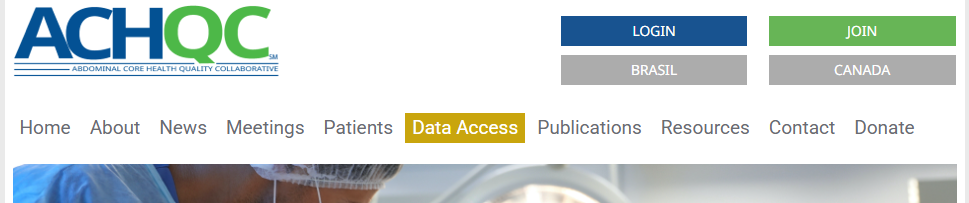 ACHQC SM
ABDOMINAL CORE HEALTH QUALITY COLLABORATIVE
LOGIN JOIN
BRASIL CANADA
Home About News Meetings Patients Data Access Publications Resources Contact Donate